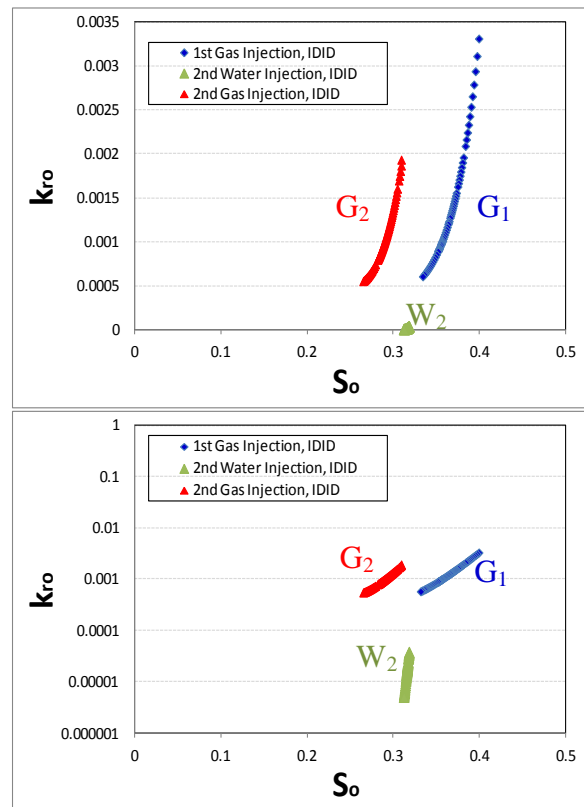 0.0035
0.003
0.0025
0.002
0.0015
0.001
0.0005
0
kro
1st Gas Injection, IDID
2nd Water Injection, IDID
2nd Gas Injection, IDID
G2
G1
W2
0 0.1 0.2 0.3 0.4 0.5
So
1
0.1
0.01
0.001
0.0001
0.00001
0.000001
kro
1st Gas Injection, IDID
2nd Water Injection, IDID
2nd Gas Injection, IDID
G2
G1
W2
0 0.1 0.2 0.3 0.4 0.5
So